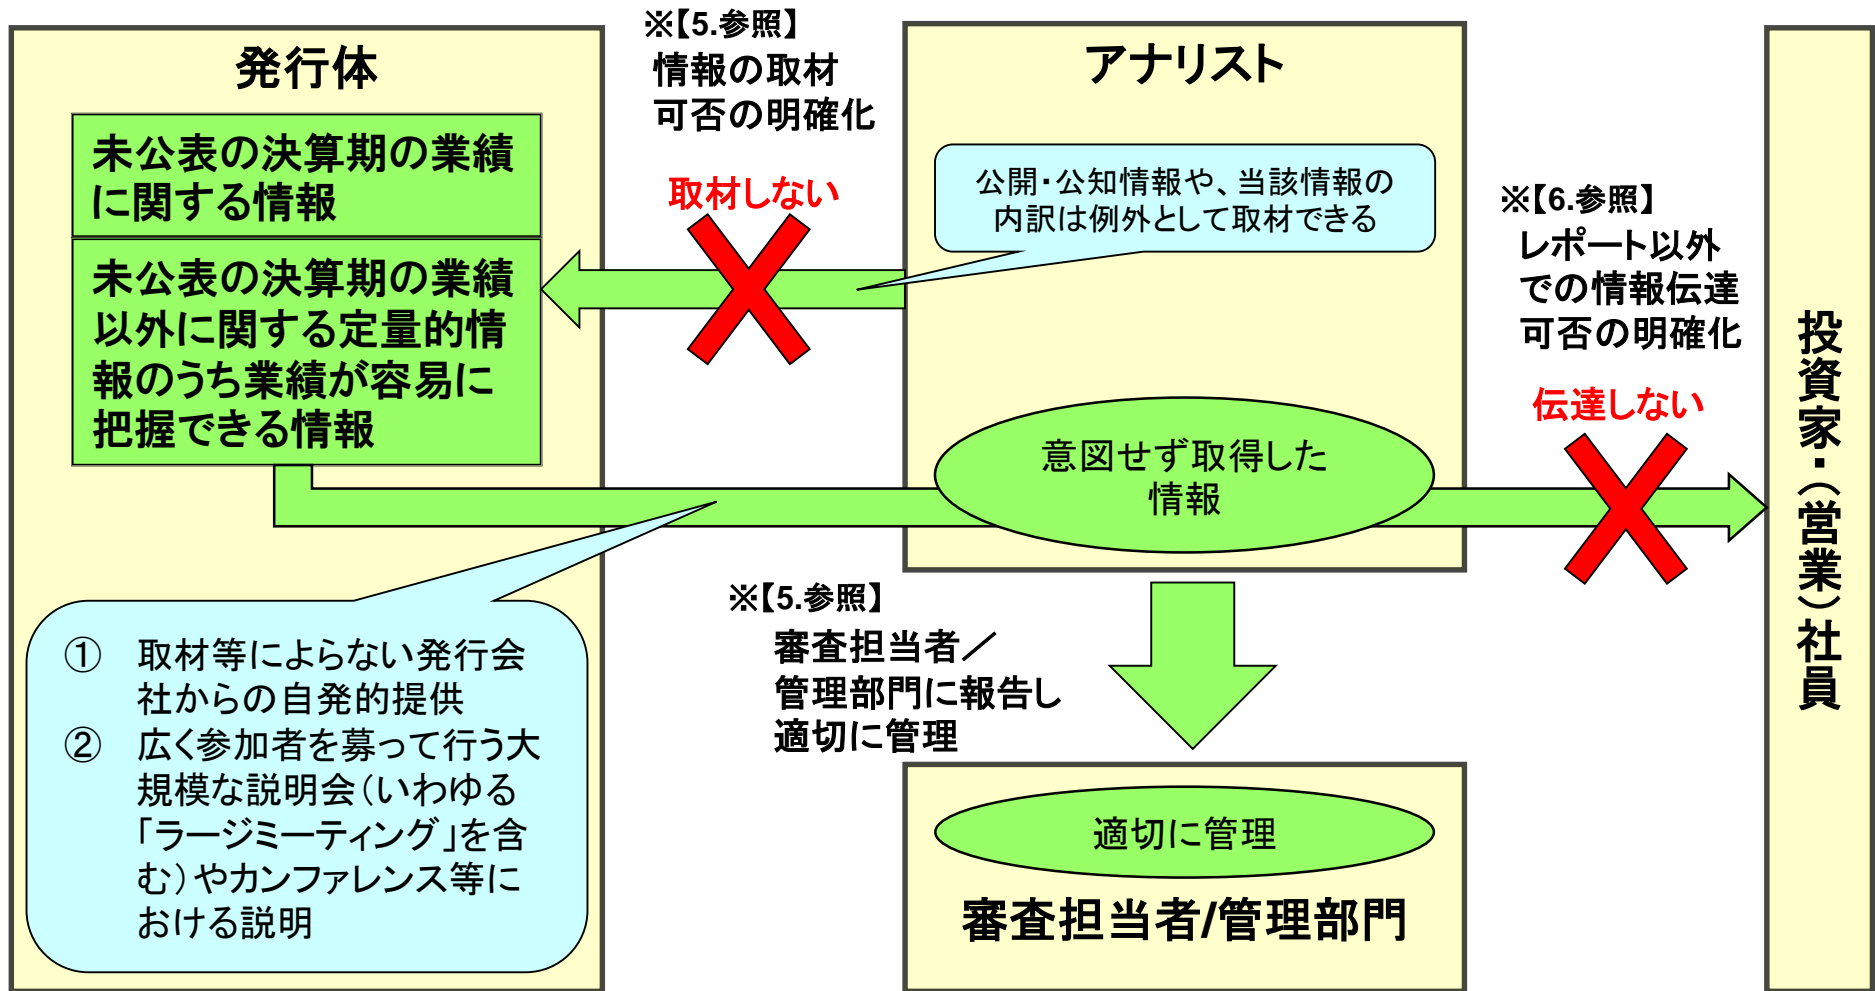 発行体
未公表の決算期の業績
に関する情報
未公表の決算期の業績
以外に関する定量的情
報のうち業績が容易に
把握できる情報
① 取材等によらない発行会
社からの自発的提供
② 広く参加者を募って行う大
規模な説明会(いわゆる
「ラージミーティング」を含
む)やカンファレンス等に
おける説明
※【5.参照】
情報の取材
可否の明確化
取材しない
アナリスト
公開・公知情報や、当該情報の
内訳は例外として取材できる
意図せず取得した
情報
※【5.参照】
審査担当者／
管理部門に報告し
適切に管理
適切に管理
審査担当者/管理部門
※【6.参照】
レポート以外
での情報伝達
可否の明確化
伝達しない
投資家・(営業)社員